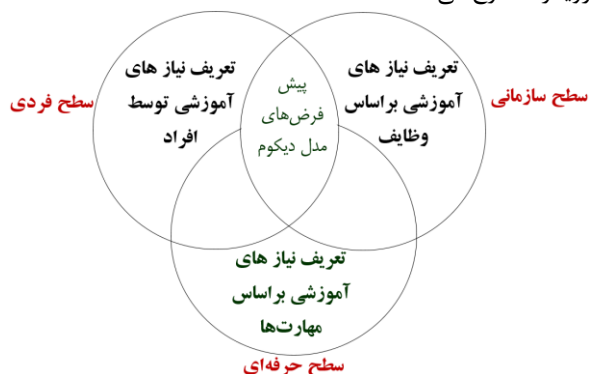 تعریف نیاز های
آموزشی براساس
وظایف
سطح سازمانی
پیش
فرض‌های
مدل دیکوم
تعریف نیاز های
آموزشی توسط
افراد
سطح فردی
تعریف نیاز های
آموزشی براساس
مهارت‌ها
سطح حرفه‌ای